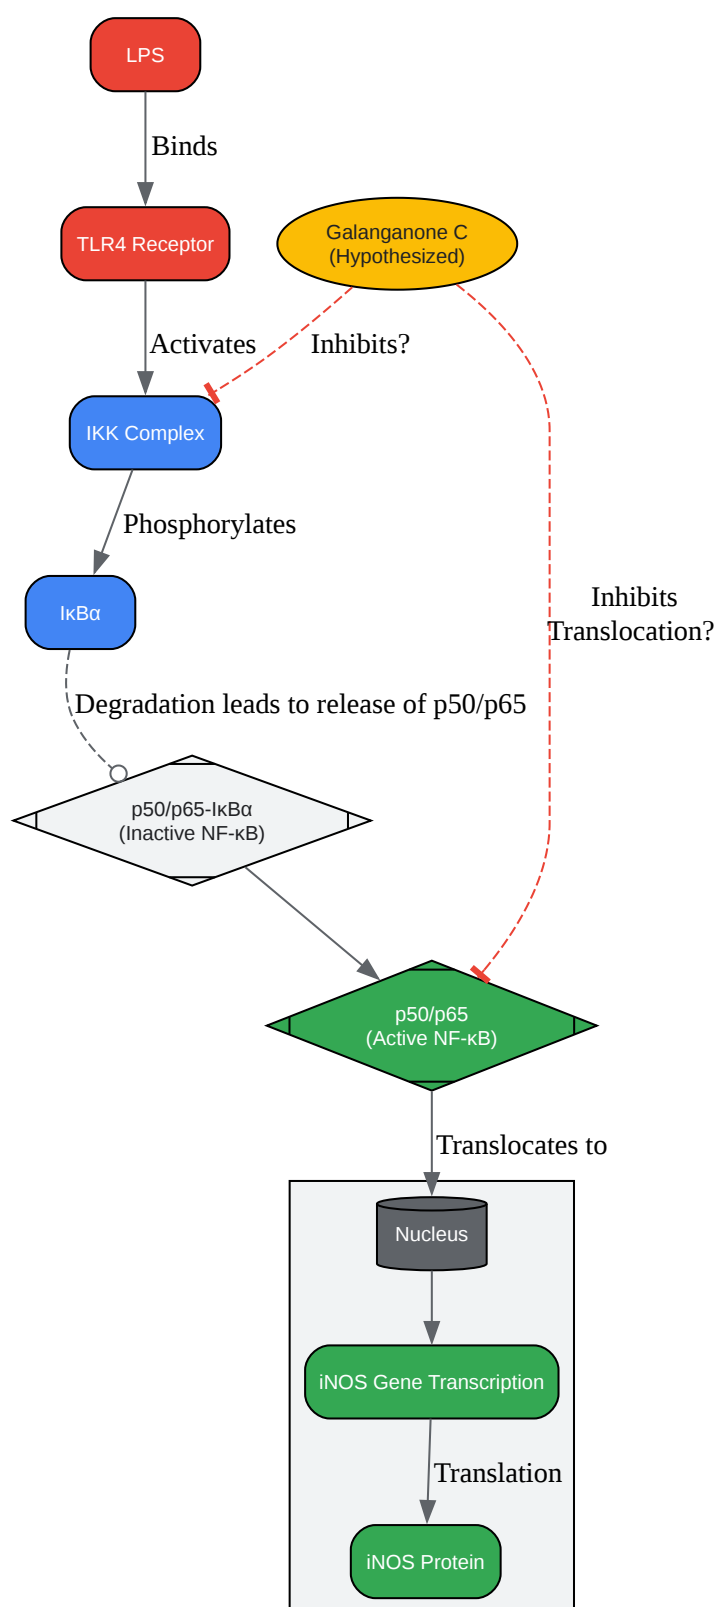 LPS
Binds
TLR4 Receptor
Galanganone C
(Hypothesized)
Activates
Inhibits?
IKK Complex
Phosphorylates
IκBα
Inhibits
Translocation?
Degradation leads to release of p50/p65
p50/p65-IκBα
(Inactive NF-κB)
p50/p65
(Active NF-κB)
Translocates to
Nucleus
iNOS Gene Transcription
Translation
iNOS Protein